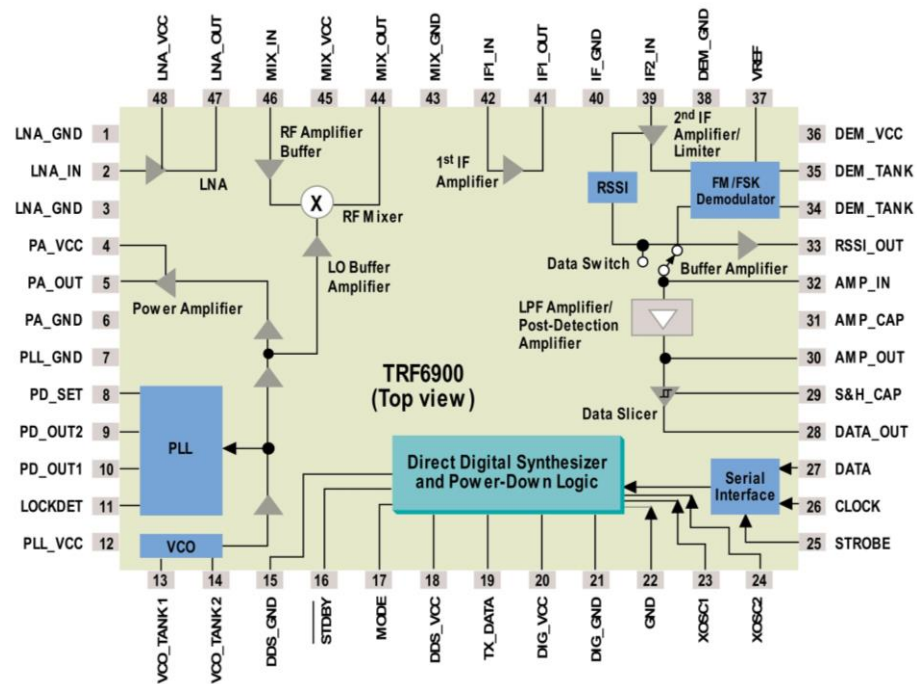 LNA_VCC
LNA_OUT
MIX_IN
MIX_VCC
MIX_OUT
MIX_GND
IF1_IN
IF1_OUT
IF_GND
IF2_IN
DEM_GND
VREF
48 47 46 45 44 43 42 41 40 39 38 37
LNA_GND 1
LNA_IN 2
LNA_GND 3
PA_VCC 4
PA_OUT 5
PA_GND 6
PLL_GND 7
PD_SET 8
PD_OUT2 9
PD_OUT1 10
LOCKDET 11
PLL_VCC 12
LNA
RF Amplifier
Buffer
X
RF Mixer
1st IF
Amplifier
2nd IF
Amplifier/
Limiter
RSSI
FM/FSK
Demodulator
Data Switch
Buffer Amplifier
LO Buffer
Amplifier
Power Amplifier
LPF Amplifier/
Post-Detection
Amplifier
TRF6900
(Top view)
Data Slicer
PLL
VCO
Direct Digital Synthesizer
and Power-Down Logic
Serial
Interface
36 DEM_VCC
35 DEM_TANK
34 DEM_TANK
33 RSSI_OUT
32 AMP_IN
31 AMP_CAP
30 AMP_OUT
29 S&H_CAP
28 DATA_OUT
27 DATA
26 CLOCK
25 STROBE
13 14 15 16 17 18 19 20 21 22 23 24
VCO_TANK1
VCO_TANK2
DDS_GND
STDBY
MODE
DDS_VCC
TX_DATA
DIG_VCC
DIG_GND
GND
XOSC1
XOSC2